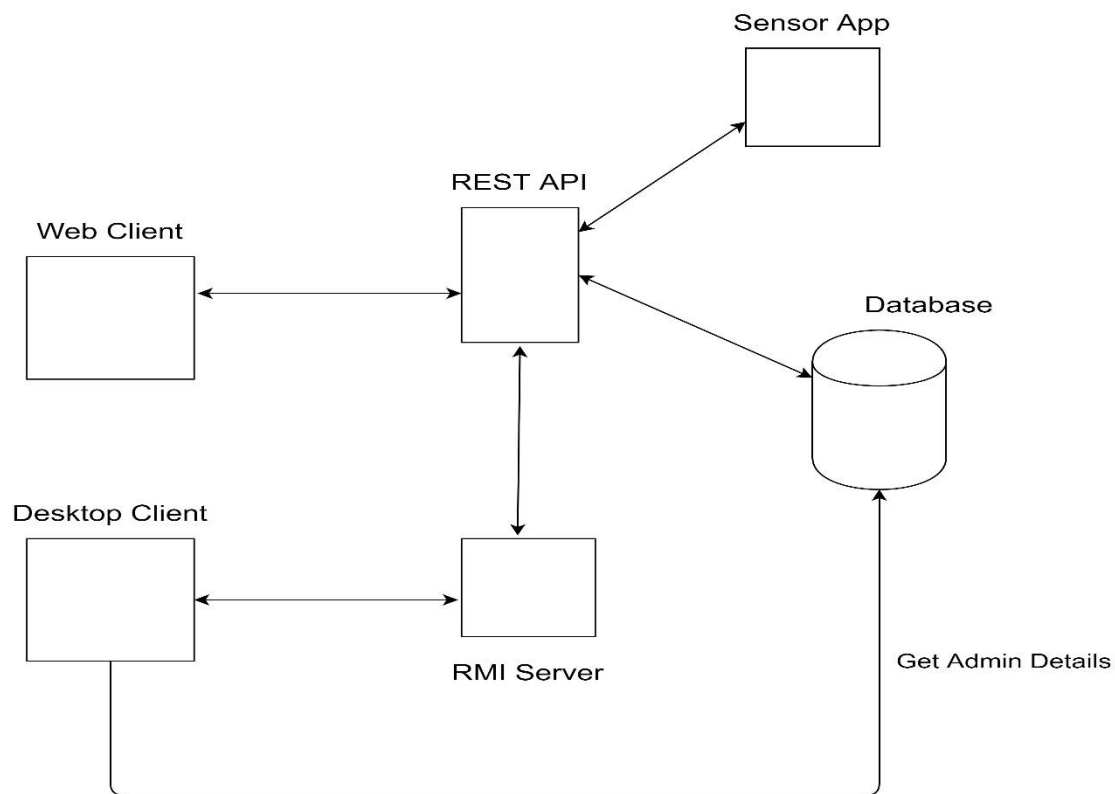 Sensor App
REST API
Web Client
Database
Desktop Client
RMI Server
Get Admin Details